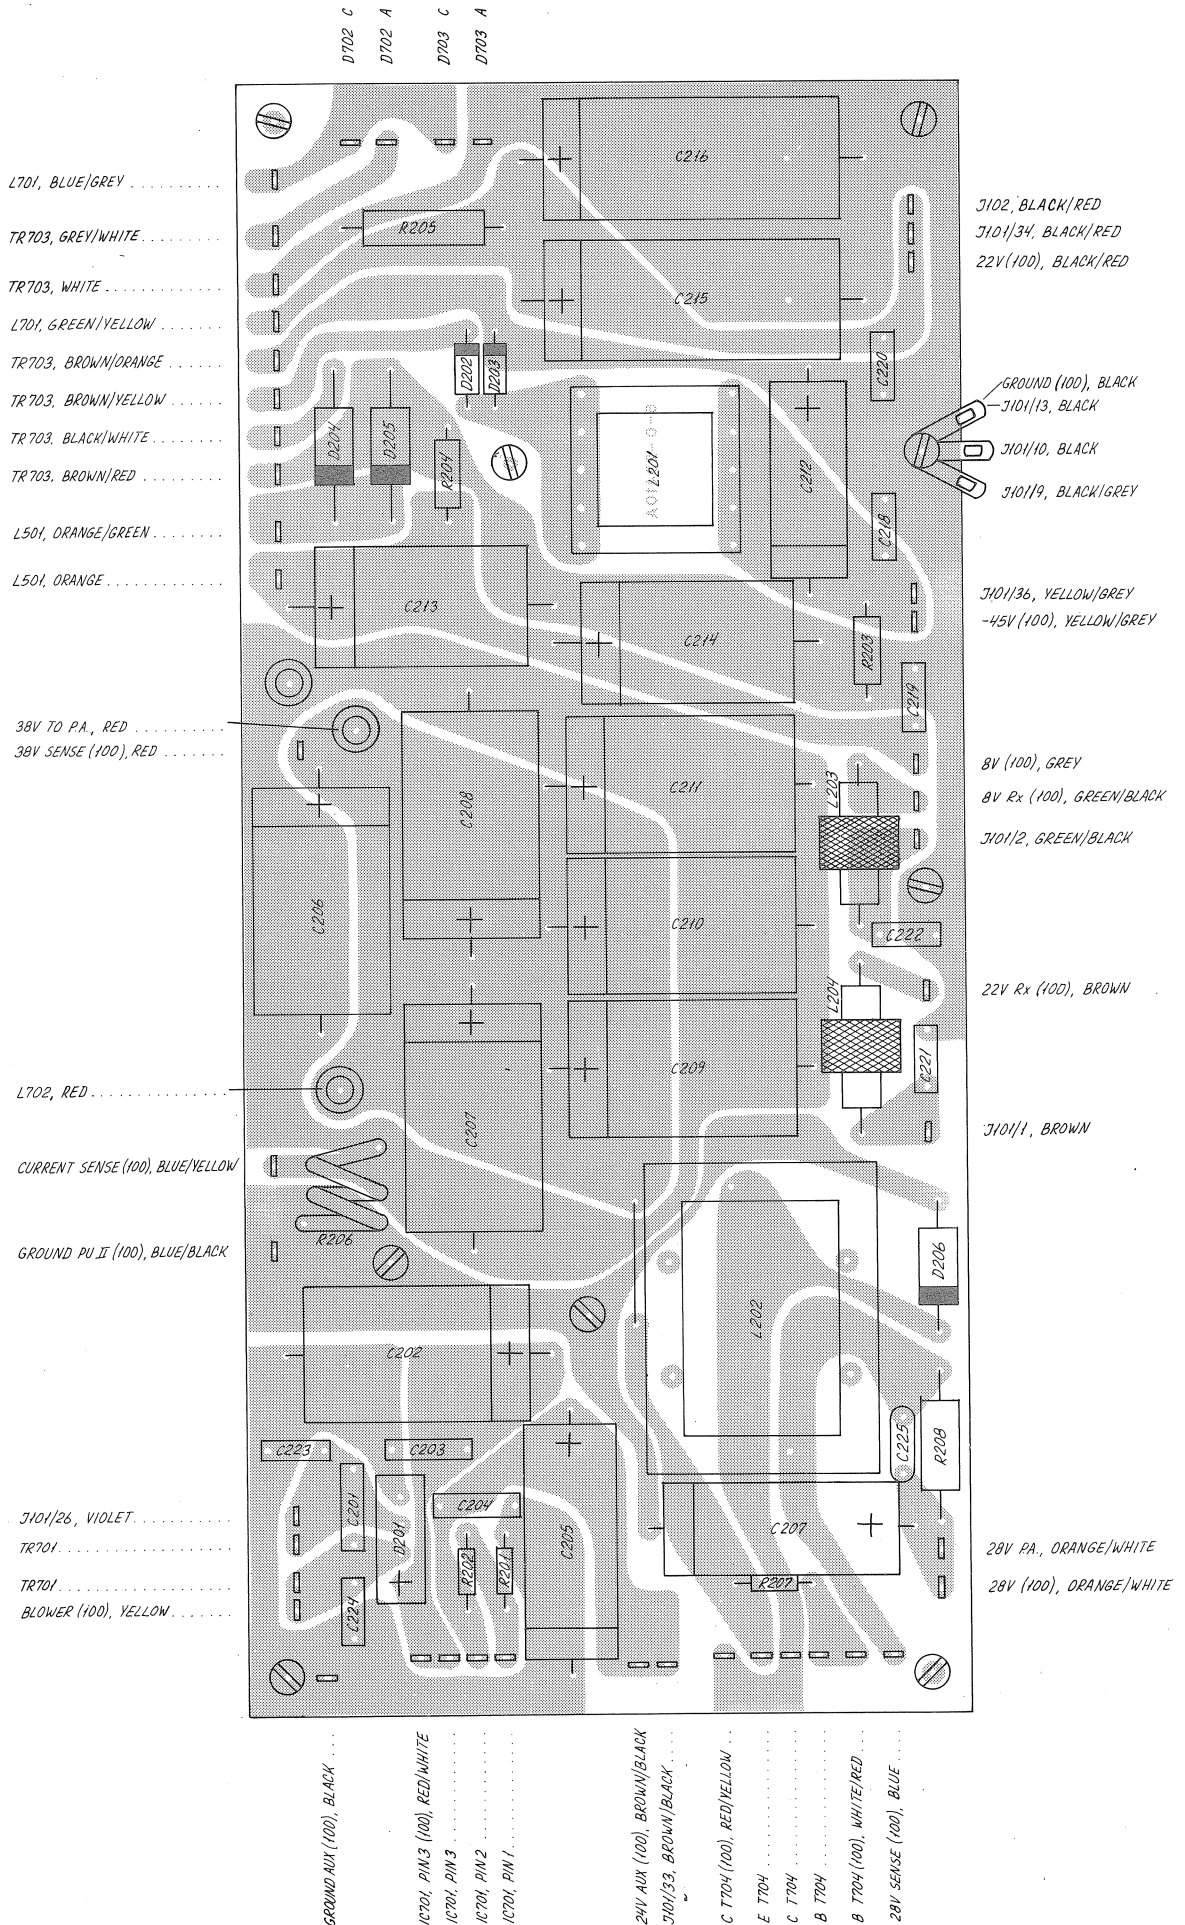 D702 C
D702 A
D703 C
D703 A
L701, BLUE/GREY ..........
TR703, GREY/WHITE ..........
TR703, WHITE ..............
L701, GREEN/YELLOW .......
TR703, BROWN/ORANGE .......
TR703, BROWN/YELLOW .......
TR703, BLACK/WHITE ........
TR703, BROWN/RED ..........
L501, ORANGE/GREEN ........
L501, ORANGE ..............
38V TO P.A., RED ..........
38V SENSE (100), RED .......
L702, RED ...............
CURRENT SENSE (100), BLUE/YELLOW
GROUND PU.II (100), BLUE/BLACK
J101/26, VIOLET ...........
TR701 ....................
TR701 ....................
BLOWER (100), YELLOW .......
C216
R205
C215
C220
D202
D203
D204
D205
R204
L201
C212
C218
C213
C214
R203
C219
C208
C211
L203
C206
C210
C222
L204
C207
C209
C221
R206
D206
L202
C202
C223
C203
C225
R208
C201
D201
C204
C205
C207
R202
R201
R207
C224
J102, BLACK/RED
J101/34, BLACK/RED
22V (100), BLACK/RED
GROUND (100), BLACK
J101/13, BLACK
J101/10, BLACK
J101/9, BLACK/GREY
J101/36, YELLOW/GREY
-45V (100), YELLOW/GREY
8V (100), GREY
8V Rx (100), GREEN/BLACK
J101/2, GREEN/BLACK
22V Rx (100), BROWN
J101/1, BROWN
28V P.A., ORANGE/WHITE
28V (100), ORANGE/WHITE
GROUND AUX (100), BLACK ...
IC701, PIN 3 (100), RED/WHITE
IC701, PIN 3 ..............
IC701, PIN 2 ..............
IC701, PIN 1 ..............
24V AUX (100), BROWN/BLACK
J101/33, BROWN/BLACK .....
C T704 (100), RED/YELLOW ...
E T704 ..................
C T704 ..................
B T704 ..................
B T704 (100), WHITE/RED ....
28V SENSE (100), BLUE .....